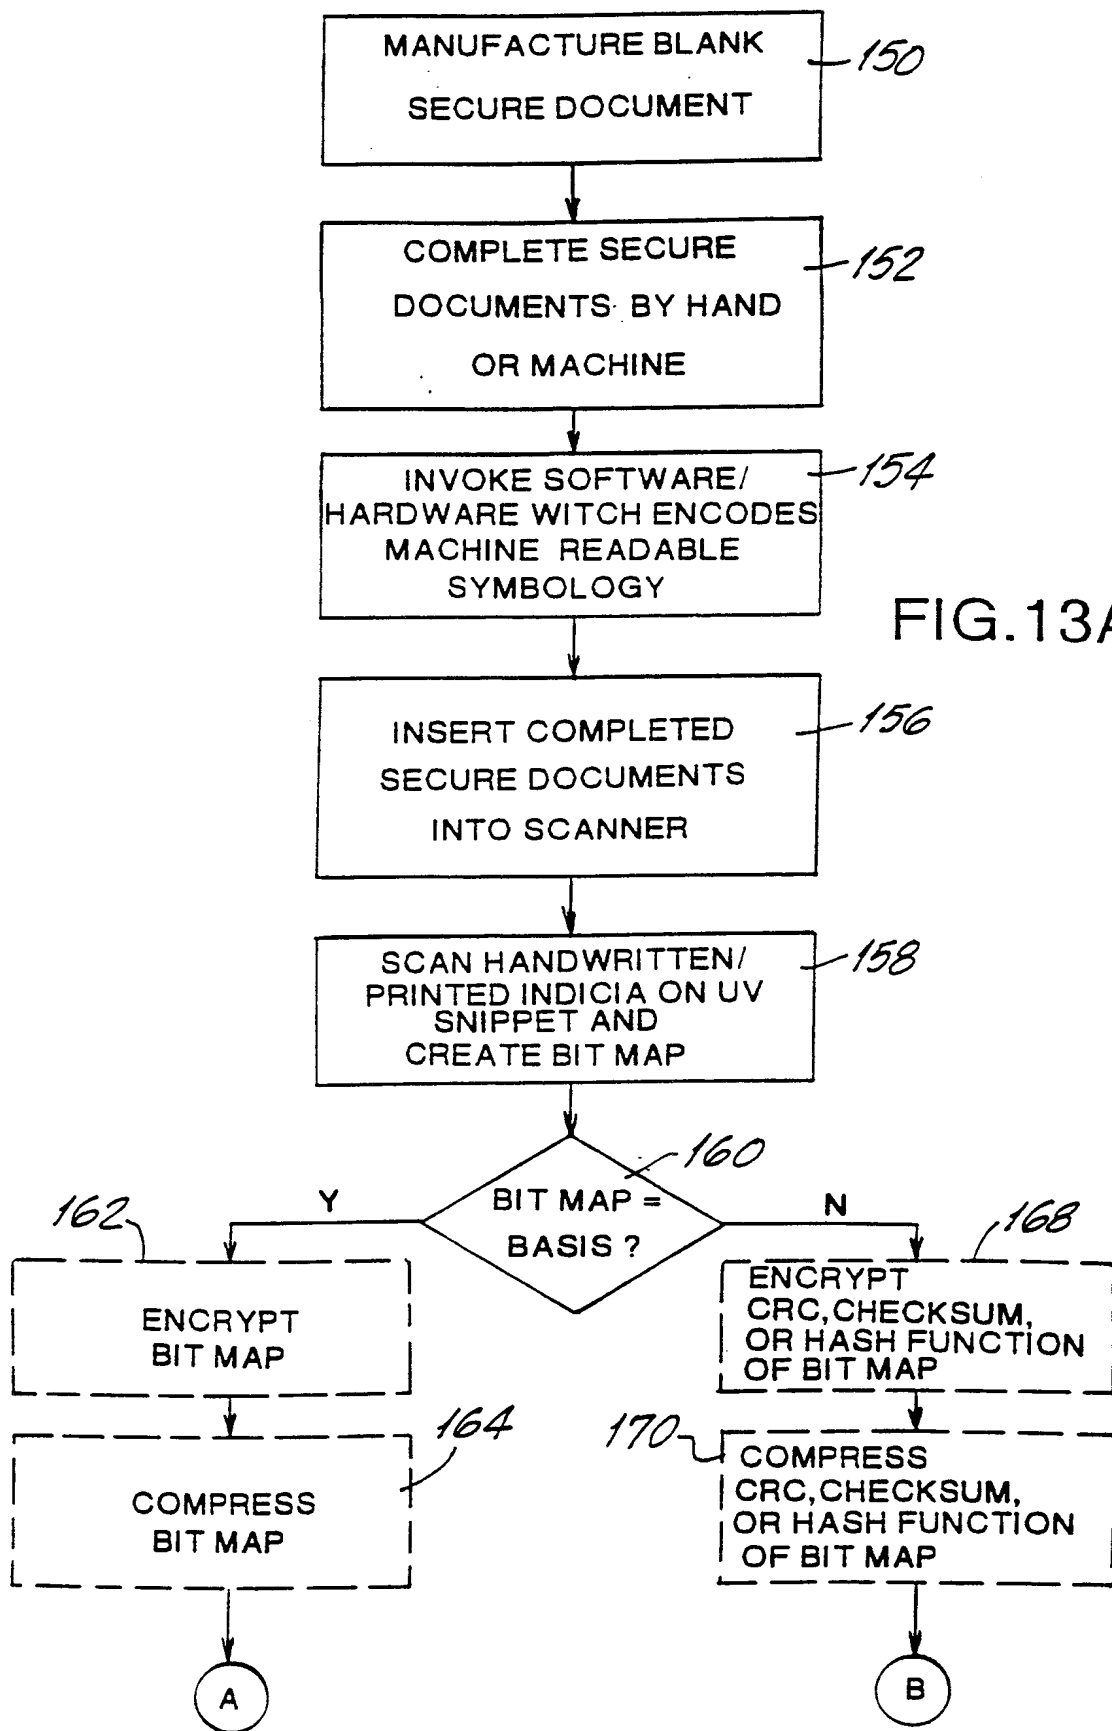 MANUFACTURE BLANK
SECURE DOCUMENT
150
COMPLETE SECURE
DOCUMENTS BY HAND
OR MACHINE
152
INVOKE SOFTWARE/
HARDWARE WITCH ENCODES
MACHINE READABLE
SYMBOLOGY
154
FIG.13A
INSERT COMPLETED
SECURE DOCUMENTS
INTO SCANNER
156
SCAN HANDWRITTEN/
PRINTED INDICIA ON UV
SNIPPET AND
CREATE BIT MAP
158
BIT MAP =
BASIS ?
160
Y
N
162
ENCRYPT
BIT MAP
168
ENCRYPT
CRC,CHECKSUM,
OR HASH FUNCTION
OF BIT MAP
164
COMPRESS
BIT MAP
170
COMPRESS
CRC,CHECKSUM,
OR HASH FUNCTION
OF BIT MAP
A
B